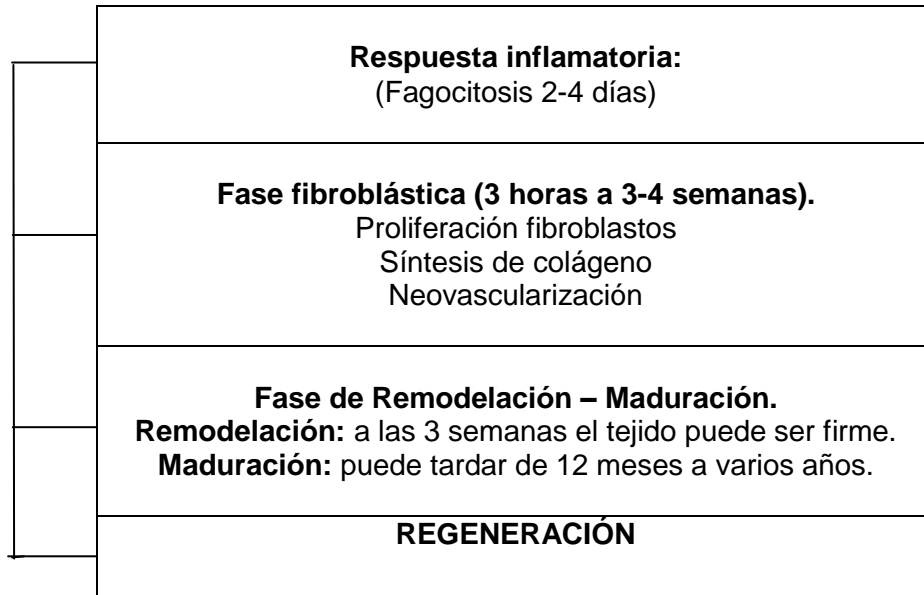 Respuesta inflamatoria:
(Fagocitosis 2-4 días)
Fase fibroblástica (3 horas a 3-4 semanas).
Proliferación fibroblastos
Síntesis de colágeno
Neovascularización
Fase de Remodelación – Maduración.
Remodelación: a las 3 semanas el tejido puede ser firme.
Maduración: puede tardar de 12 meses a varios años.
REGENERACIÓN